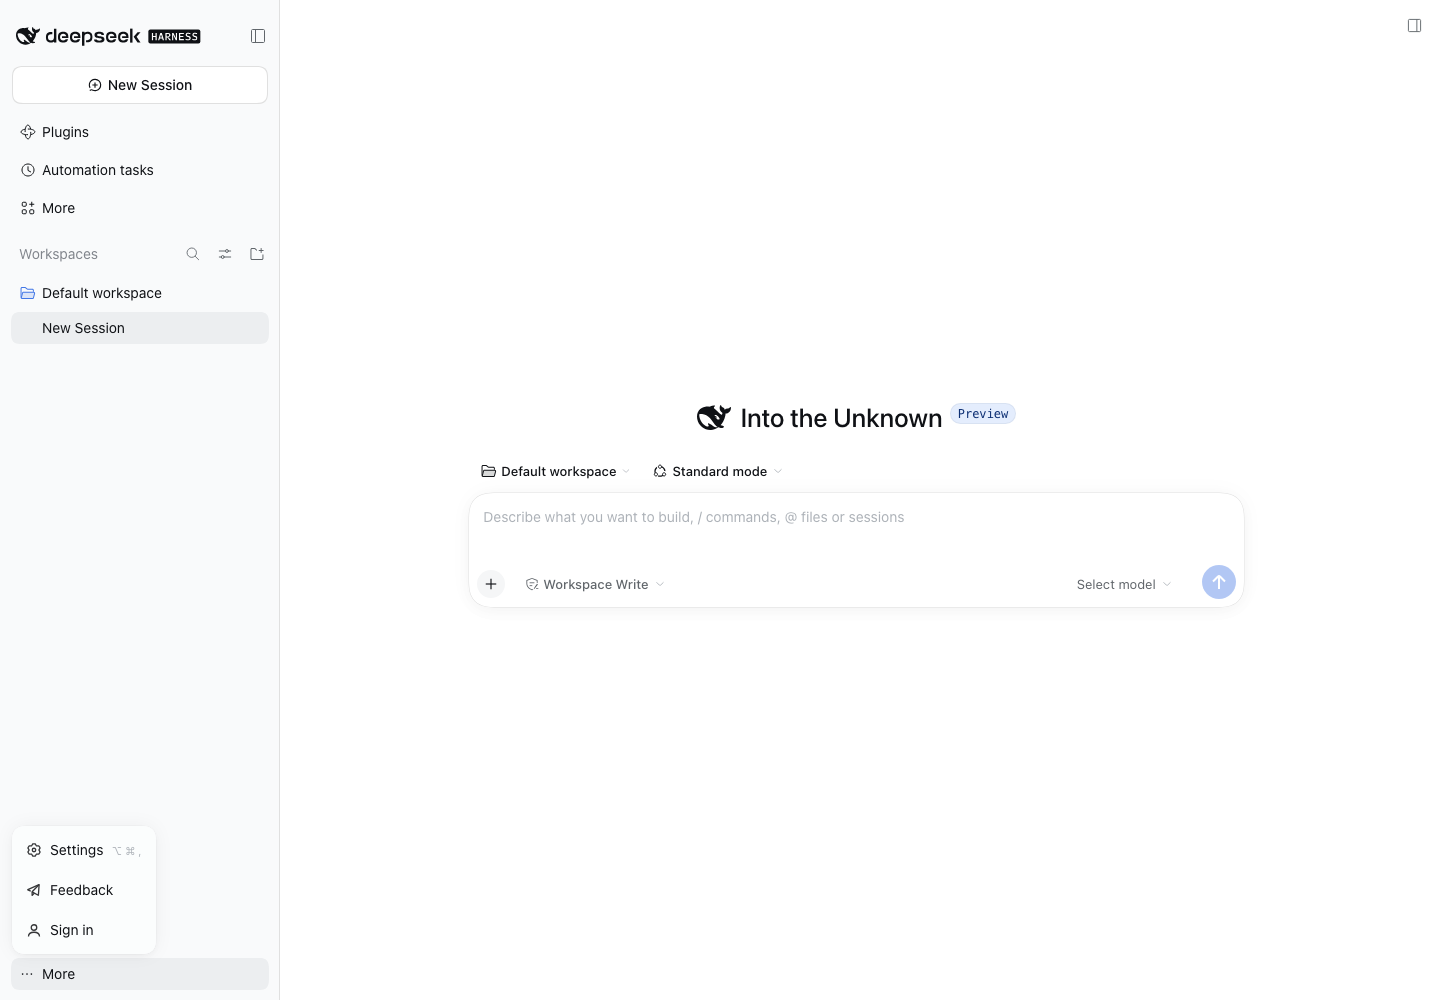 deepseek HARNESS
New Session
Plugins
Automation tasks
More
Workspaces
Default workspace
New Session
Into the Unknown Preview
Default workspace Standard mode
Describe what you want to build, / commands, @ files or sessions
Workspace Write Select model
Settings ⌥ ⌘ ,
Feedback
Sign in
More